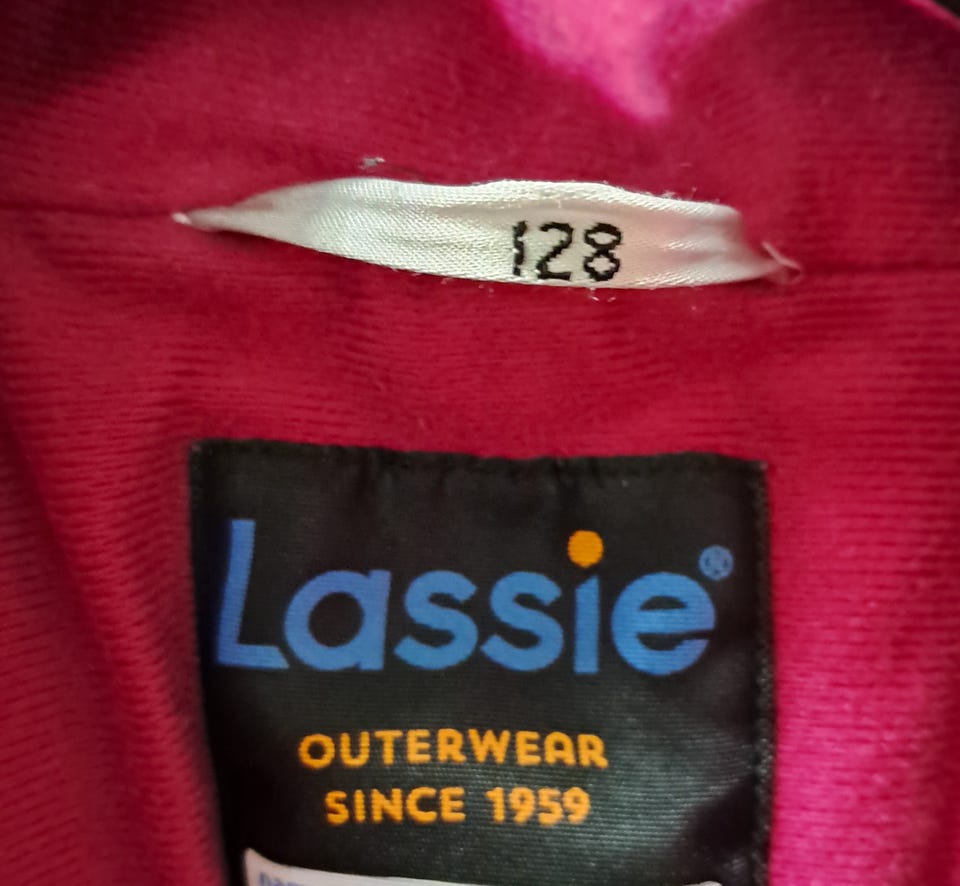 128
Lassie®
OUTERWEAR
SINCE 1959